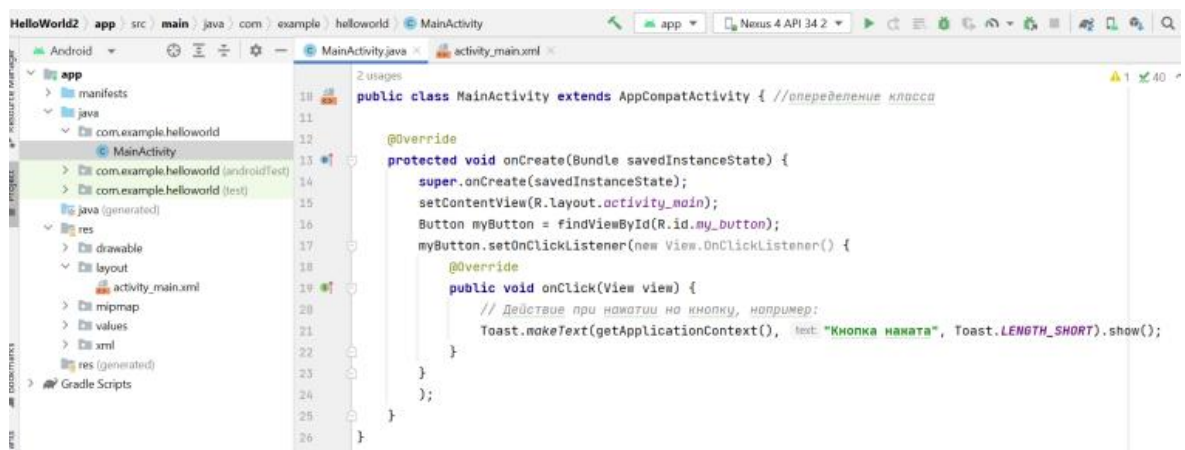 HelloWorld2 app src main java com example helloworld MainActivity app Nexus 4 API 34 2
Android MainActivity.java activity_main.xml
app
manifests
java
com.example.helloworld
MainActivity
com.example.helloworld (androidTest)
com.example.helloworld (test)
java (generated)
res
drawable
layout
activity_main.xml
mipmap
values
xml
res (generated)
Gradle Scripts
Project
2 usages
1 40
10 public class MainActivity extends AppCompatActivity { //опеределение класса
11
12 @Override
13 protected void onCreate(Bundle savedInstanceState) {
14 super.onCreate(savedInstanceState);
15 setContentView(R.layout.activity_main);
16 Button myButton = findViewById(R.id.my_button);
17 myButton.setOnClickListener(new View.OnClickListener() {
18 @Override
19 public void onClick(View view) {
20 // Действие при нажатии на кнопку, например:
21 Toast.makeText(getApplicationContext(), text: "Кнопка наката", Toast.LENGTH_SHORT).show();
22 }
23 }
24 );
25 }
26 }